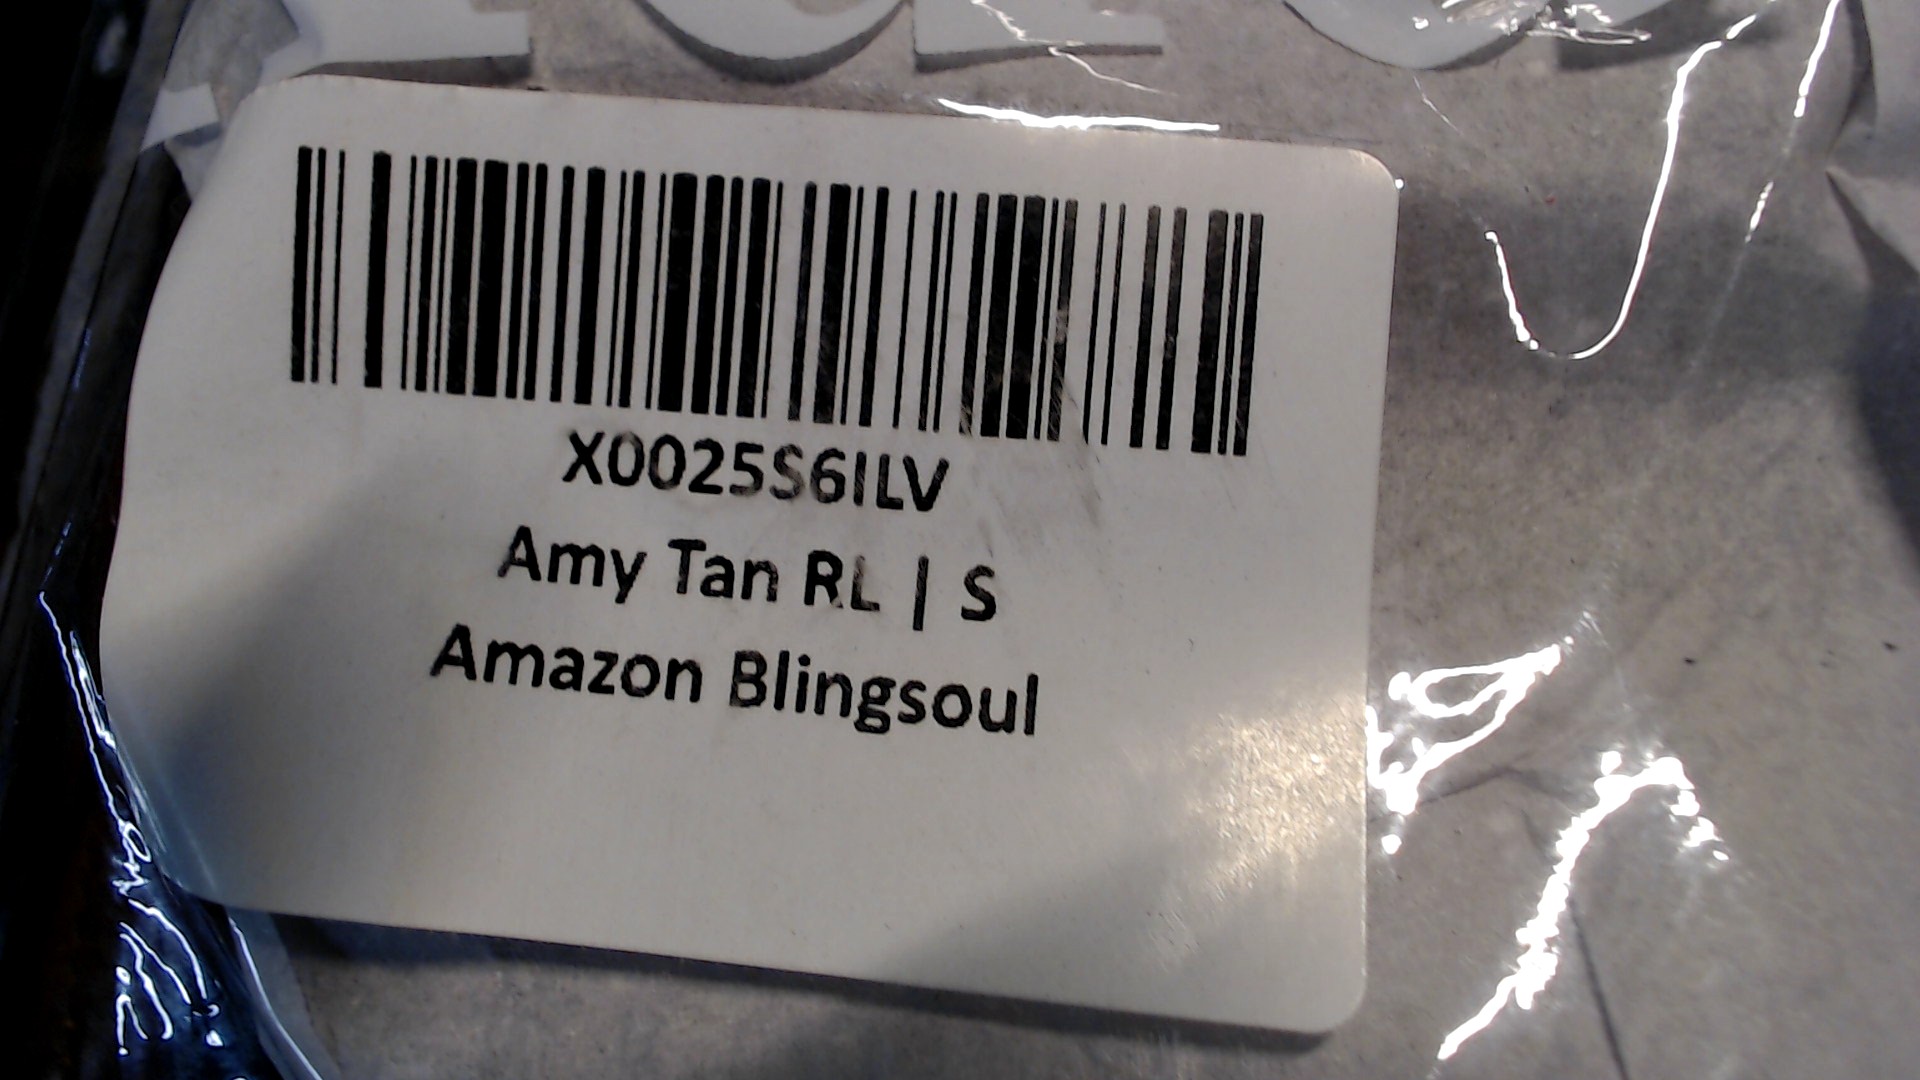 X0025S6ILV
Amy Tan RL | S
Amazon Blingsoul